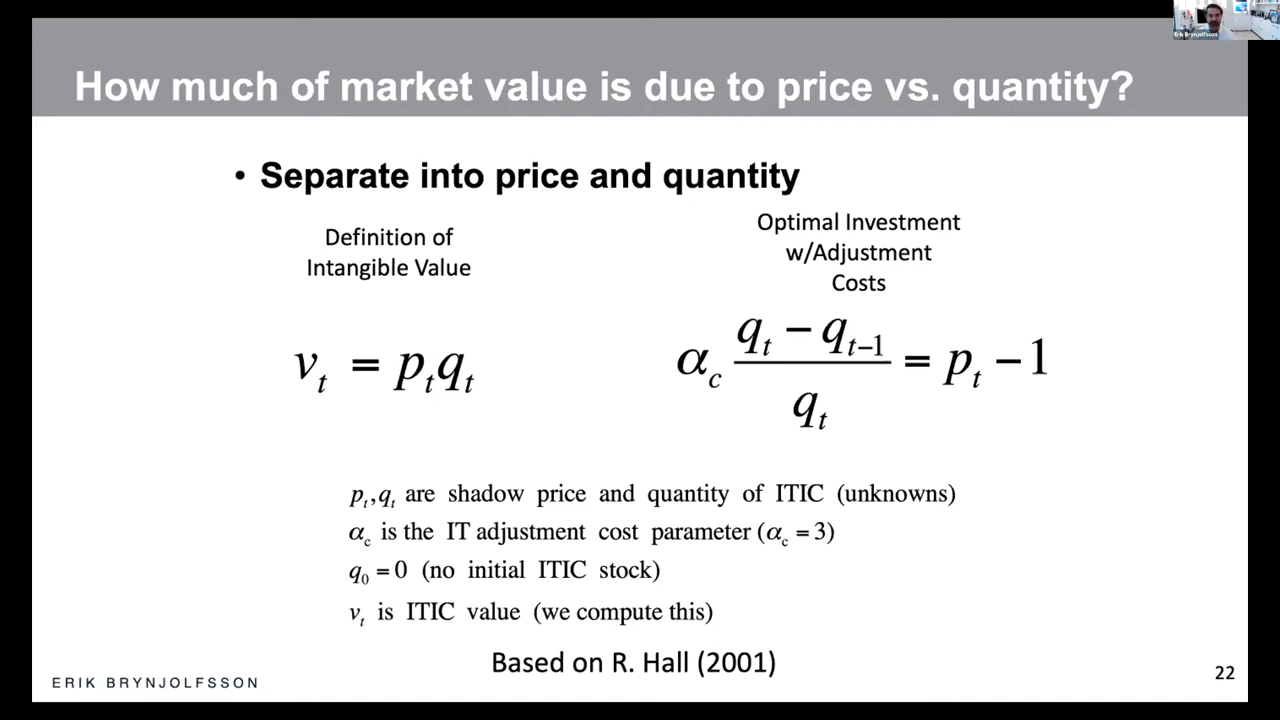 Erik Brynjolfsson
How much of market value is due to price vs. quantity?
• Separate into price and quantity
Definition of
Intangible Value
Optimal Investment
w/Adjustment
Costs
v_t = p_t q_t
α_c (q_t − q_{t−1}) / q_t = p_t − 1
p_t, q_t are shadow price and quantity of ITIC (unknowns)
α_c is the IT adjustment cost parameter (α_c = 3)
q_0 = 0 (no initial ITIC stock)
v_t is ITIC value (we compute this)
Based on R. Hall (2001)
ERIK BRYNJOLFSSON
22